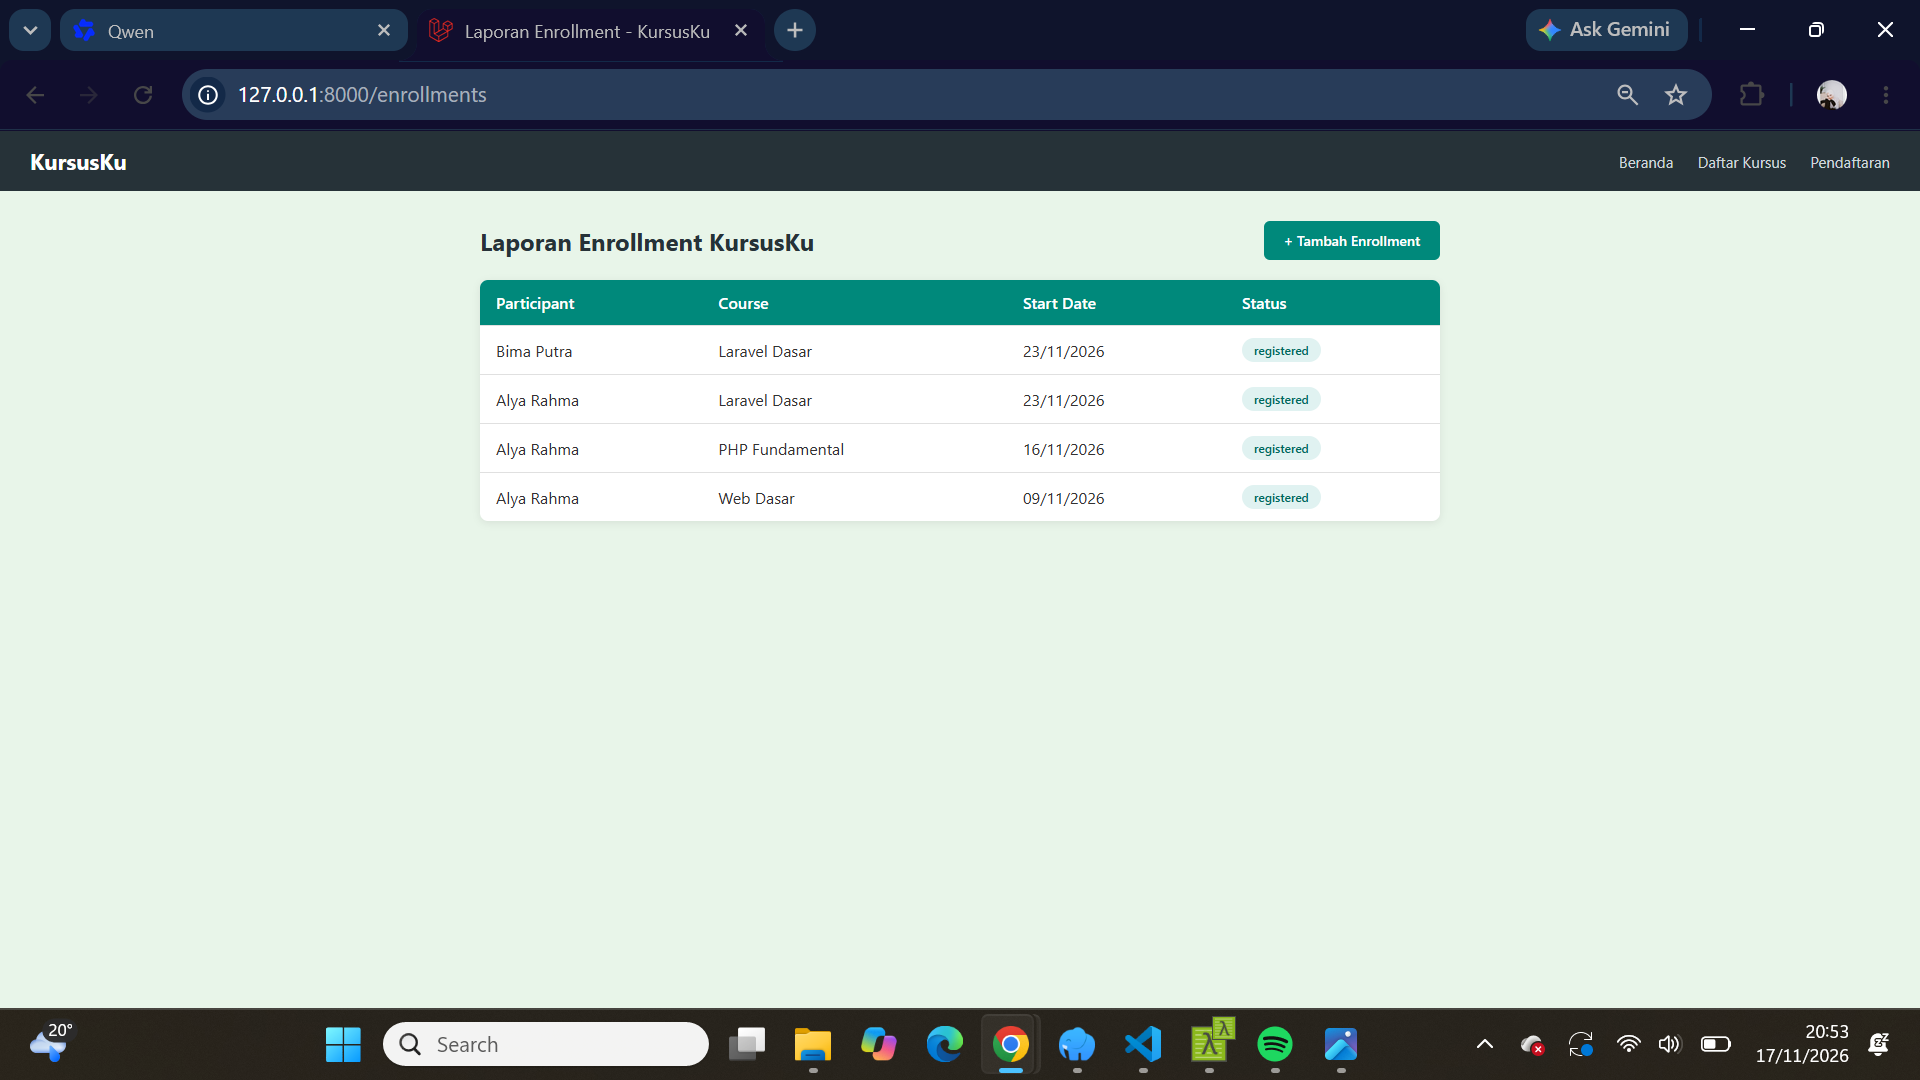 Qwen
Laporan Enrollment - KursusKu
Ask Gemini
127.0.0.1:8000/enrollments
KursusKu
Beranda Daftar Kursus Pendaftaran
Laporan Enrollment KursusKu
+ Tambah Enrollment
Participant Course Start Date Status
Bima Putra Laravel Dasar 23/11/2026 registered
Alya Rahma Laravel Dasar 23/11/2026 registered
Alya Rahma PHP Fundamental 16/11/2026 registered
Alya Rahma Web Dasar 09/11/2026 registered
20°
Search
20:53
17/11/2026